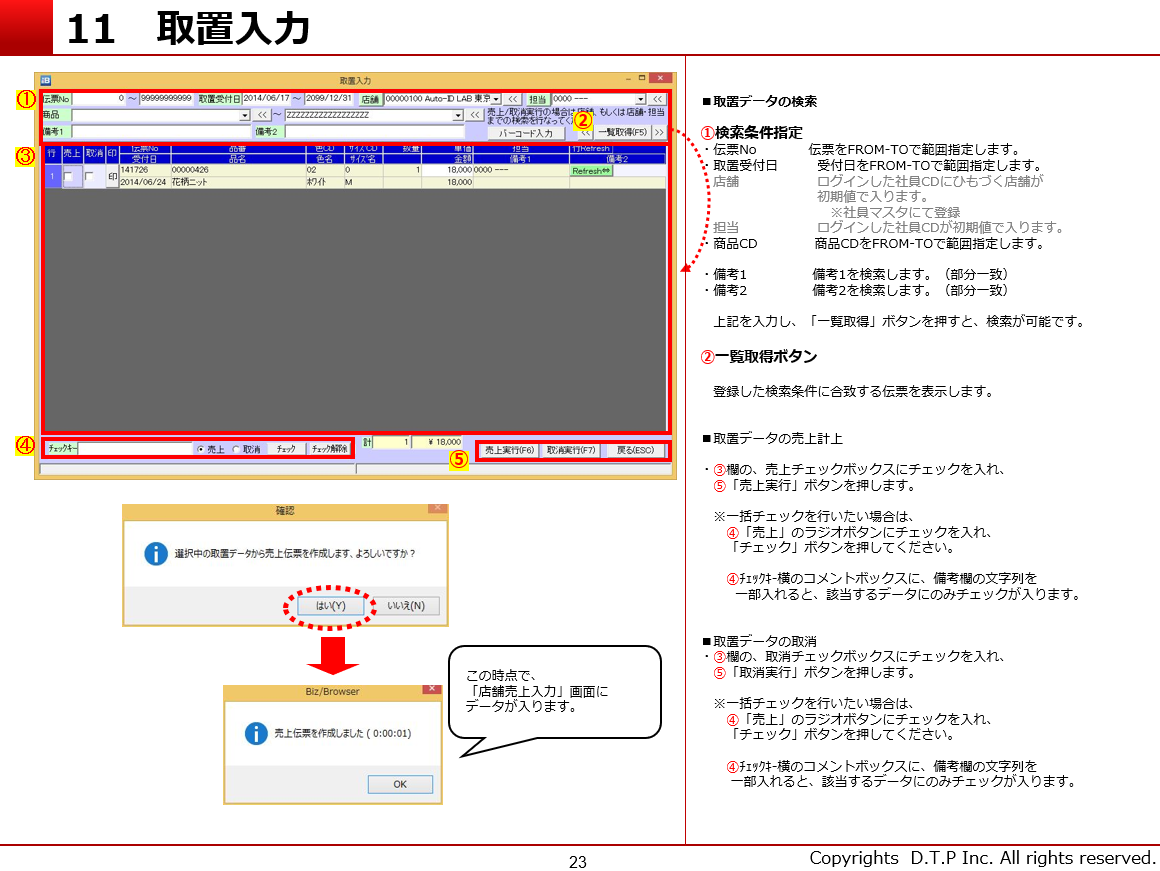 11 取置入力
取置入力
①
伝票No 0 ～ 99999999999 取置受付日 2014/06/17 ～ 2099/12/31 店舗 00000100 Auto-ID LAB 東京 << 担当 0000 --- <<
商品 << ～ ZZZZZZZZZZZZZZZZZZZ <<
備考1 備考2 バーコード入力 << 一覧取得(F5) >>
②
③
行 売上 取消 印 伝票No 品番 色CD サイズCD 数量 単価 担当 行Refresh
受付日 品名 色名 サイズ名 金額 備考1 備考2
1 印 141726 00000426 02 0 1 18,000 0000 --- Refresh
2014/06/24 花柄ニット ホワイト M 18,000
④
チェックキー 売上 取消 チェック チェック解除 計 1 ¥ 18,000
⑤
売上実行(F6) 取消実行(F7) 戻る(ESC)
確認
選択中の取置データから売上伝票を作成します、よろしいですか？
はい(Y) いいえ(N)
Biz/Browser
売上伝票を作成しました ( 0:00:01)
OK
この時点で、
「店舗売上入力」画面に
データが入ります。
■取置データの検索
①検索条件指定
・伝票No 伝票をFROM-TOで範囲指定します。
・取置受付日 受付日をFROM-TOで範囲指定します。
店舗 ログインした社員CDにひもづく店舗が
初期値で入ります。
※社員マスタにて登録
担当 ログインした社員CDが初期値で入ります。
・商品CD 商品CDをFROM-TOで範囲指定します。
・備考1 備考1を検索します。（部分一致）
・備考2 備考2を検索します。（部分一致）
上記を入力し、「一覧取得」ボタンを押すと、検索が可能です。
②一覧取得ボタン
登録した検索条件に合致する伝票を表示します。
■取置データの売上計上
・③欄の、売上チェックボックスにチェックを入れ、
⑤「売上実行」ボタンを押します。
※一括チェックを行いたい場合は、
④「売上」のラジオボタンにチェックを入れ、
「チェック」ボタンを押してください。
④ﾁｪｯｸｷｰ横のコメントボックスに、備考欄の文字列を
一部入れると、該当するデータにのみチェックが入ります。
■取置データの取消
・③欄の、取消チェックボックスにチェックを入れ、
⑤「取消実行」ボタンを押します。
※一括チェックを行いたい場合は、
④「売上」のラジオボタンにチェックを入れ、
「チェック」ボタンを押してください。
④ﾁｪｯｸｷｰ横のコメントボックスに、備考欄の文字列を
一部入れると、該当するデータにのみチェックが入ります。
23
Copyrights D.T.P Inc. All rights reserved.